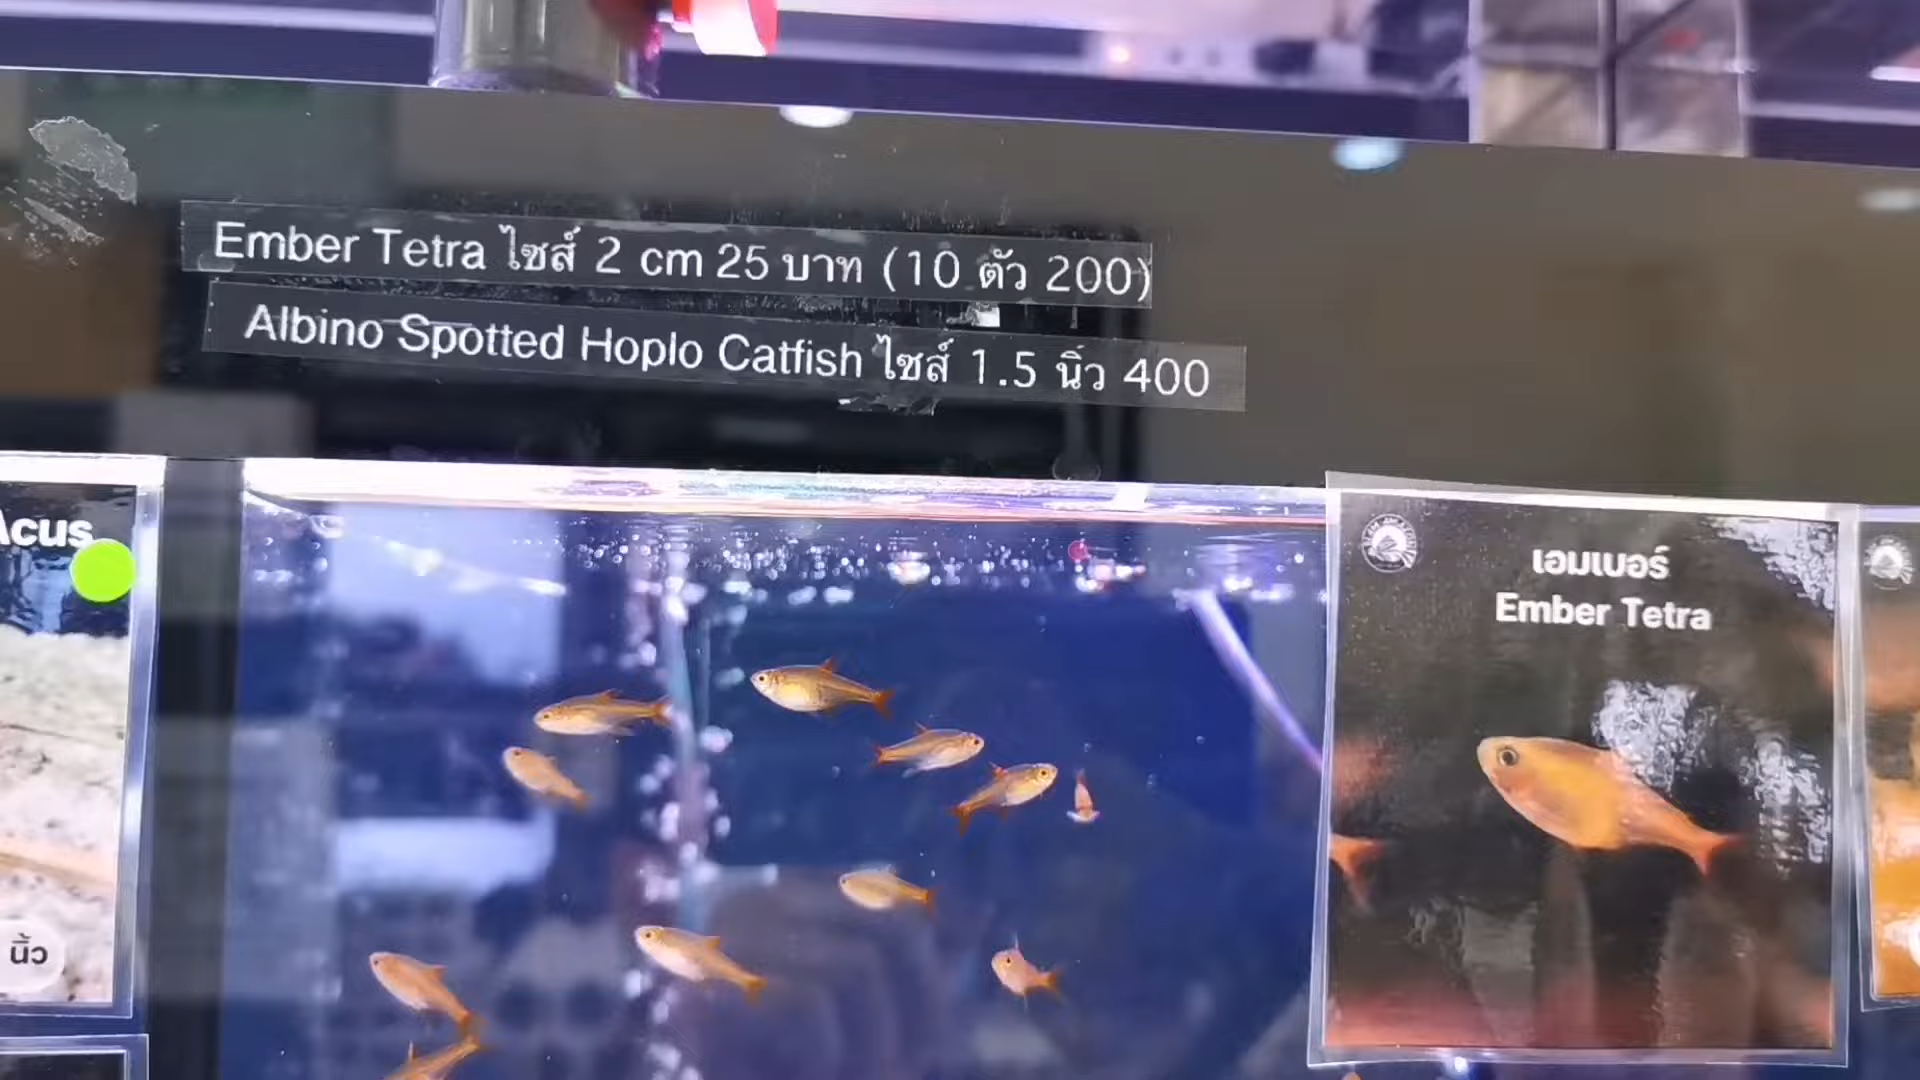 Ember Tetra ไซส์ 2 cm 25 บาท (10 ตัว 200)
Albino Spotted Hoplo Catfish ไซส์ 1.5 นิ้ว 400
Acus
เอมเบอร์
Ember Tetra
นิ้ว